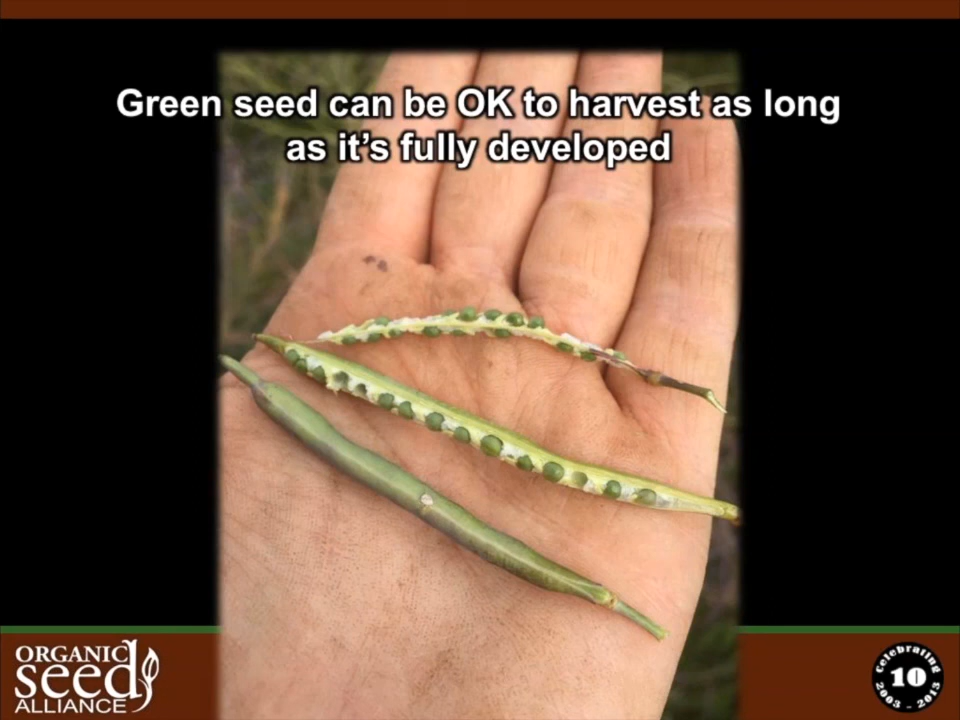 Green seed can be OK to harvest as long
as it's fully developed
ORGANIC
seed
ALLIANCE
Celebrating
10
2003 - 2013